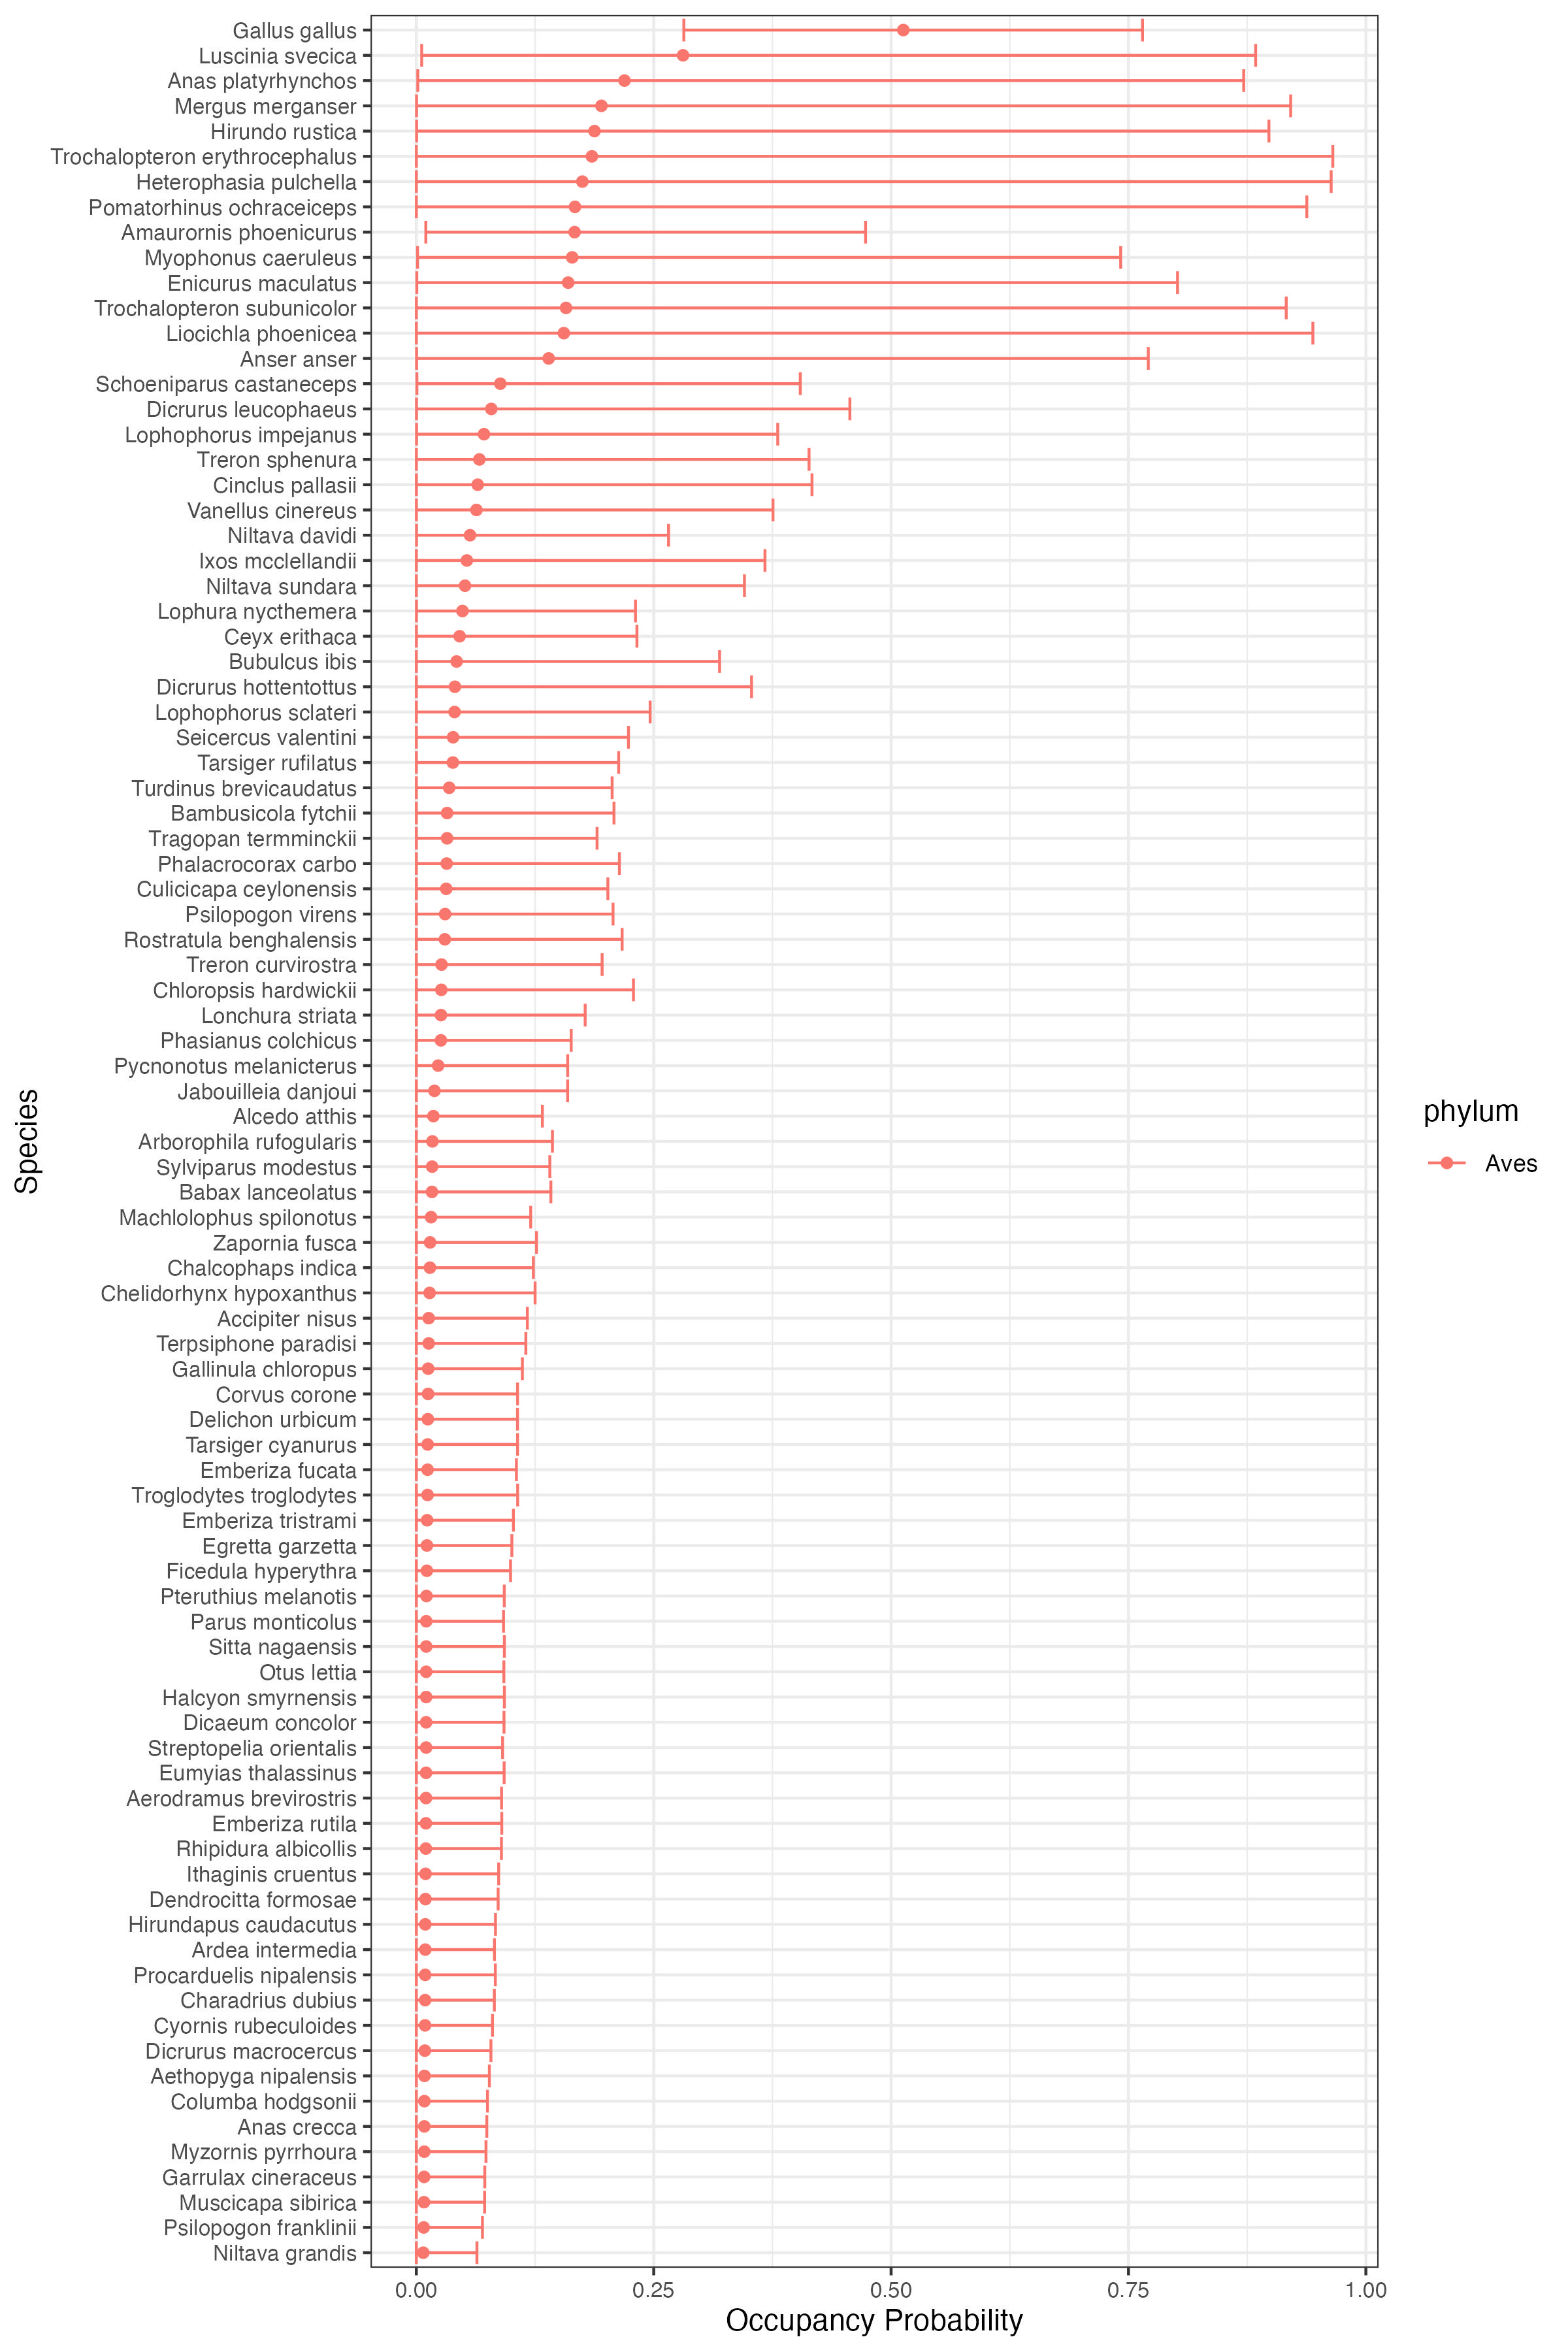 Gallus gallus
Luscinia svecica
Anas platyrhynchos
Mergus merganser
Hirundo rustica
Trochalopteron erythrocephalus
Heterophasia pulchella
Pomatorhinus ochraceiceps
Amaurornis phoenicurus
Myophonus caeruleus
Enicurus maculatus
Trochalopteron subunicolor
Liocichla phoenicea
Anser anser
Schoeniparus castaneceps
Dicrurus leucophaeus
Lophophorus impejanus
Treron sphenura
Cinclus pallasii
Vanellus cinereus
Niltava davidi
Ixos mcclellandii
Niltava sundara
Lophura nycthemera
Ceyx erithaca
Bubulcus ibis
Dicrurus hottentottus
Lophophorus sclateri
Seicercus valentini
Tarsiger rufilatus
Turdinus brevicaudatus
Bambusicola fytchii
Tragopan termminckii
Phalacrocorax carbo
Culicicapa ceylonensis
Psilopogon virens
Rostratula benghalensis
Treron curvirostra
Chloropsis hardwickii
Lonchura striata
Phasianus colchicus
Pycnonotus melanicterus
Jabouilleia danjoui
Alcedo atthis
Arborophila rufogularis
Sylviparus modestus
Babax lanceolatus
Machlolophus spilonotus
Zapornia fusca
Chalcophaps indica
Chelidorhynx hypoxanthus
Accipiter nisus
Terpsiphone paradisi
Gallinula chloropus
Corvus corone
Delichon urbicum
Tarsiger cyanurus
Emberiza fucata
Troglodytes troglodytes
Emberiza tristrami
Egretta garzetta
Ficedula hyperythra
Pteruthius melanotis
Parus monticolus
Sitta nagaensis
Otus lettia
Halcyon smyrnensis
Dicaeum concolor
Streptopelia orientalis
Eumyias thalassinus
Aerodramus brevirostris
Emberiza rutila
Rhipidura albicollis
Ithaginis cruentus
Dendrocitta formosae
Hirundapus caudacutus
Ardea intermedia
Procarduelis nipalensis
Charadrius dubius
Cyornis rubeculoides
Dicrurus macrocercus
Aethopyga nipalensis
Columba hodgsonii
Anas crecca
Myzornis pyrrhoura
Garrulax cineraceus
Muscicapa sibirica
Psilopogon franklinii
Niltava grandis
Species
0.00 0.25 0.50 0.75 1.00
Occupancy Probability
phylum
Aves